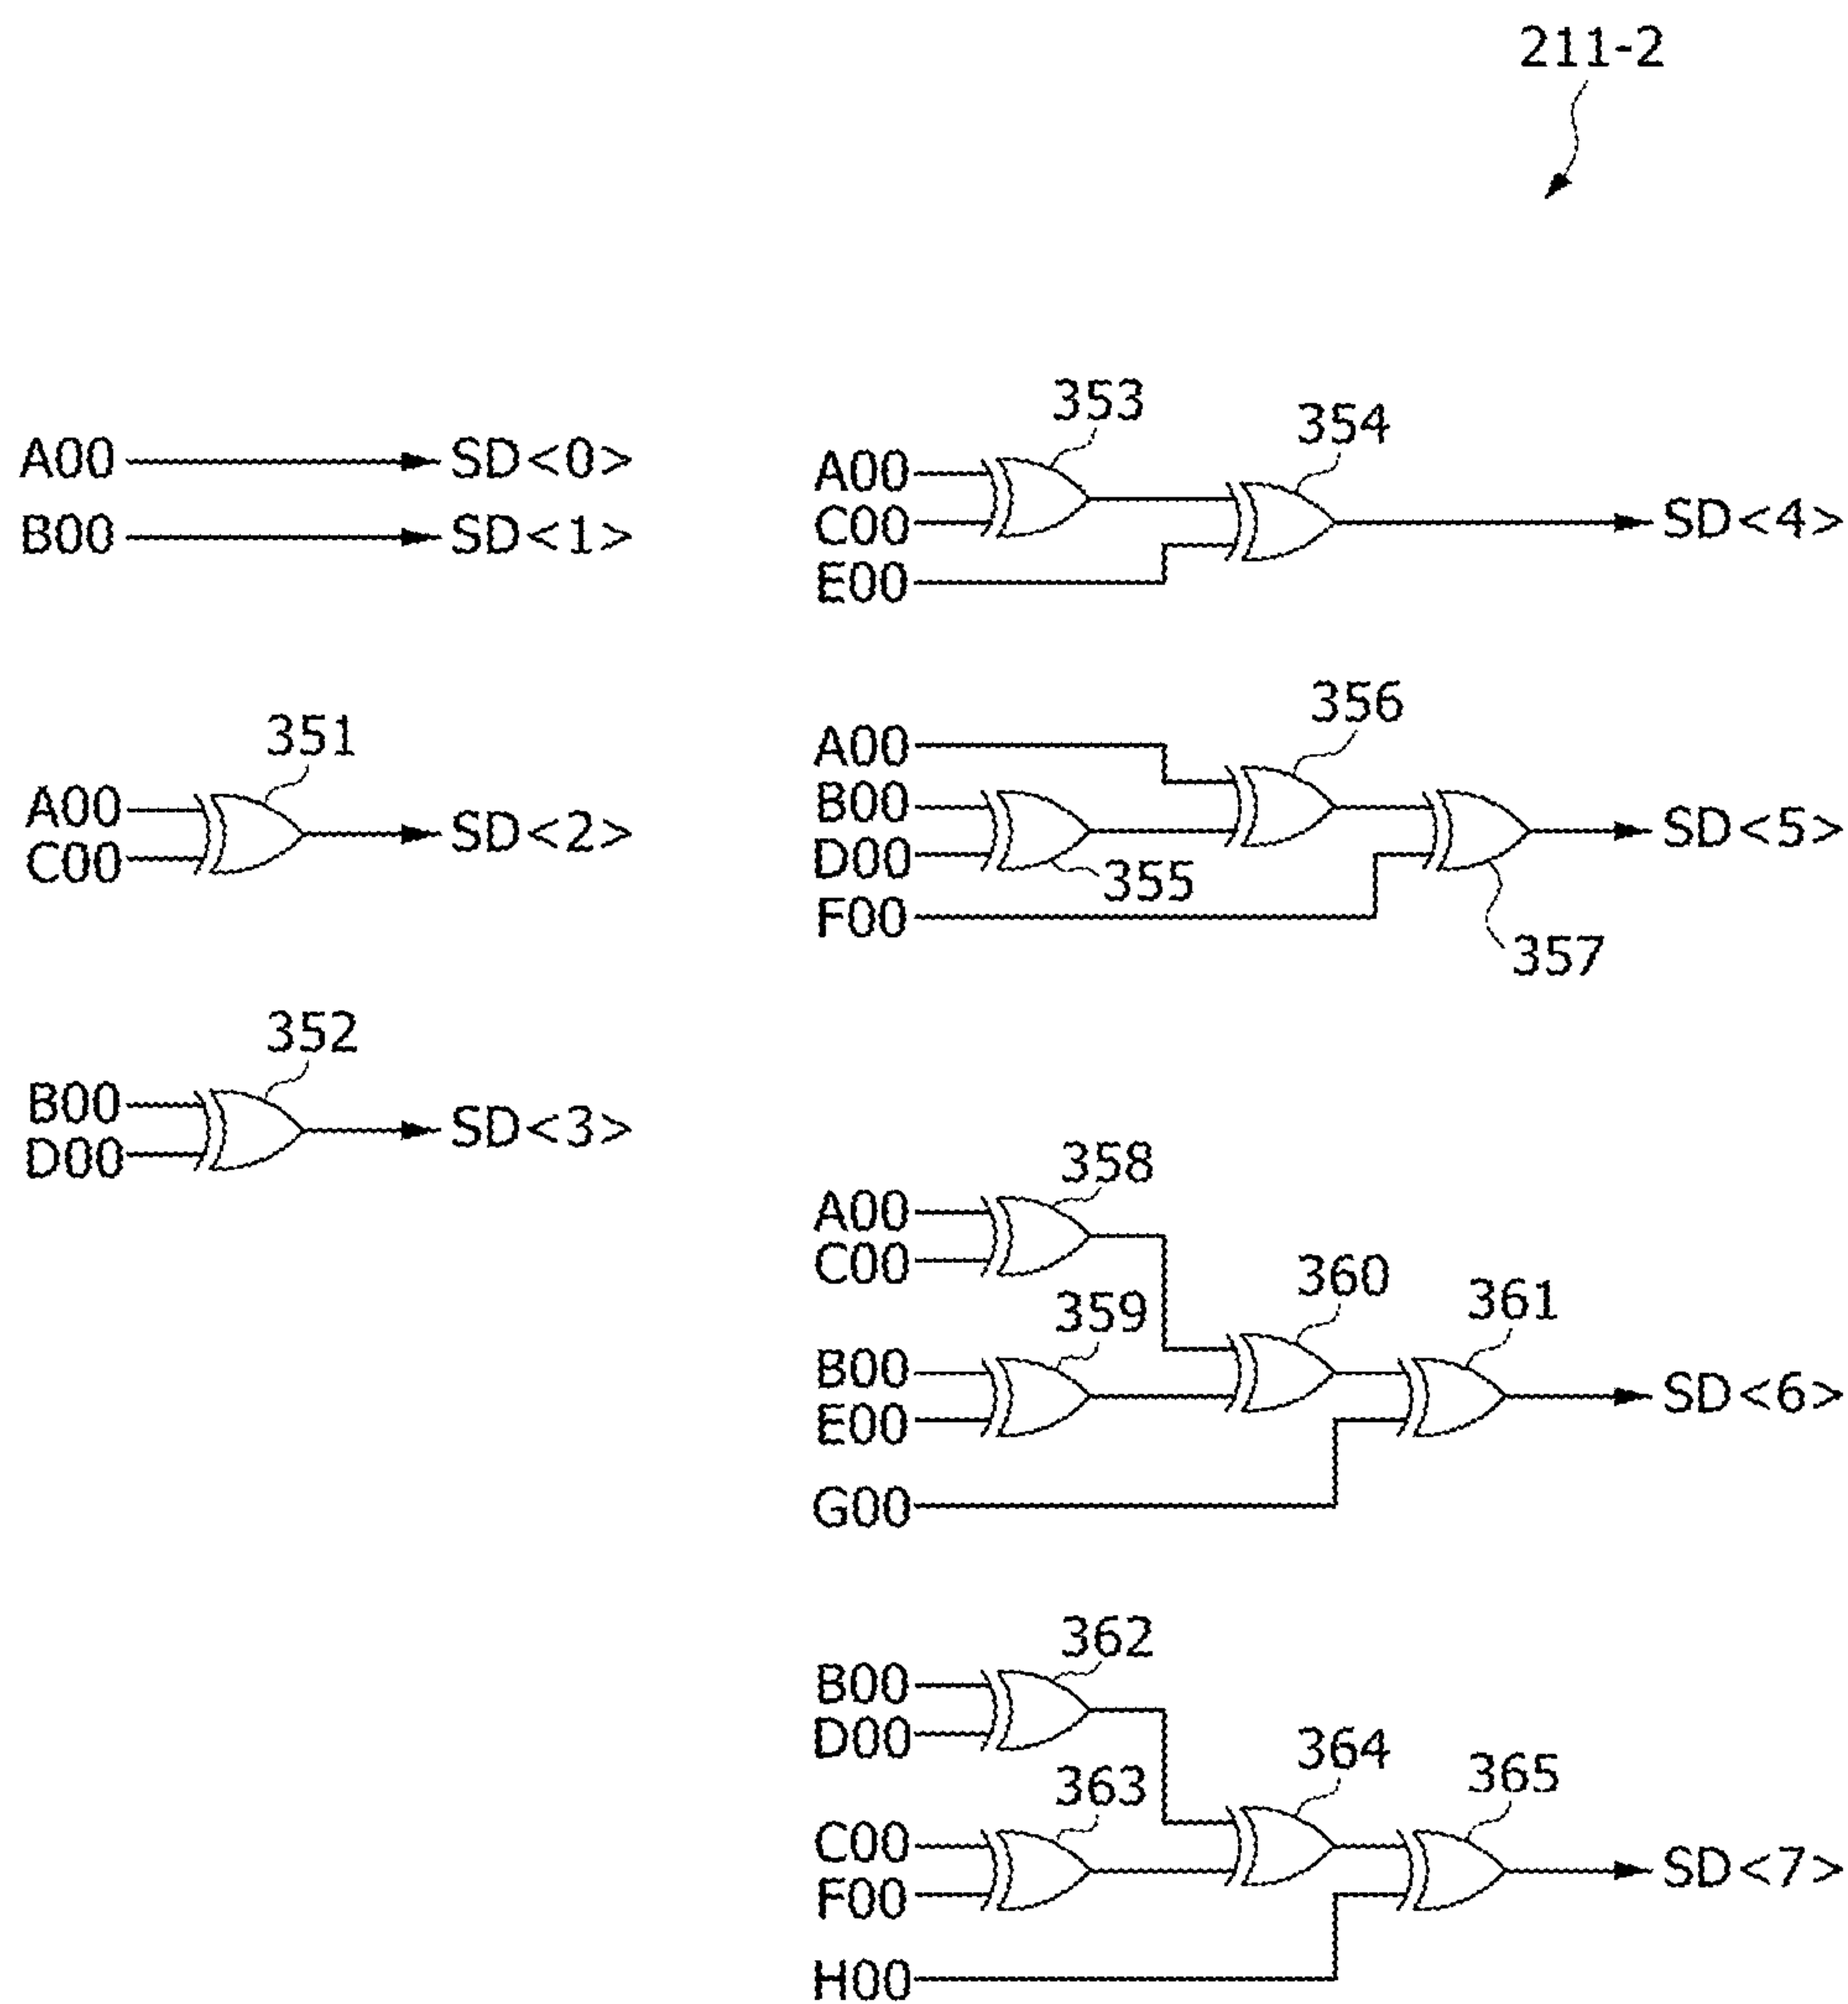 211-2
A00 SD<0>
B00 SD<1>
351
A00
C00
SD<2>
352
B00
D00
SD<3>
353
354
A00
C00
E00
SD<4>
356
A00
B00
D00
355
F00
357
SD<5>
358
A00
C00
359
360
361
B00
E00
G00
SD<6>
362
B00
D00
363
364
365
C00
F00
H00
SD<7>